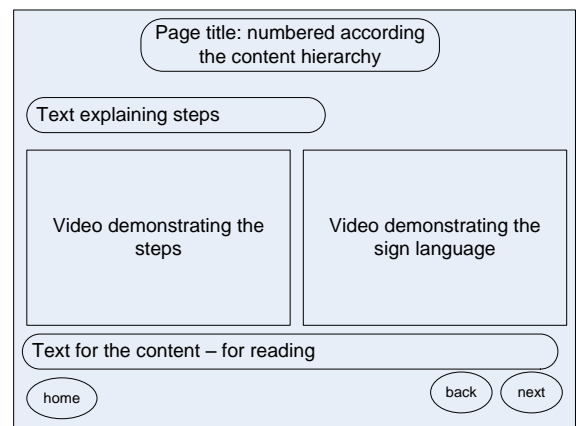 Page title: numbered according
the content hierarchy
Text explaining steps
Video demonstrating the
steps
Video demonstrating the
sign language
Text for the content – for reading
home
back
next